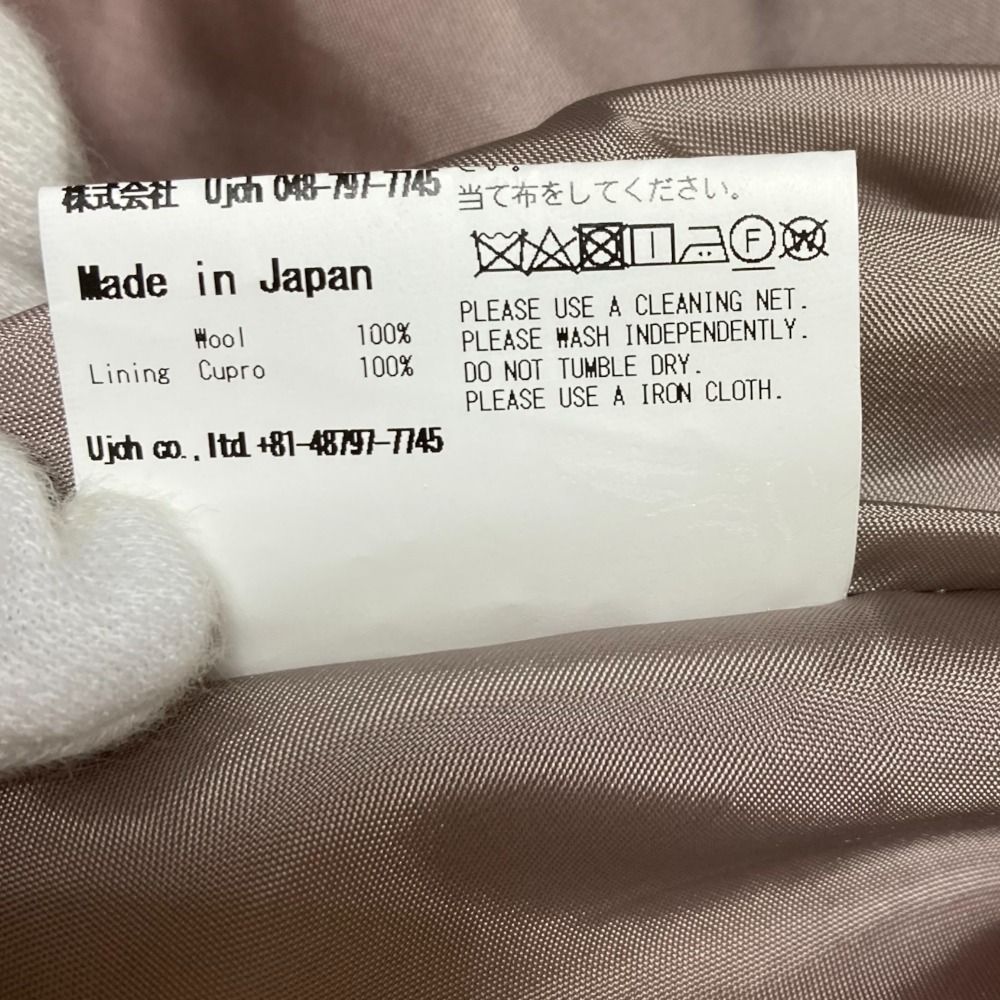 株式会社 Ujoh 048-797-7745
Made in Japan
Wool 100%
Lining Cupro 100%
Ujoh co., ltd. +81-48797-7745
さい。
当て布をしてください。
F W
PLEASE USE A CLEANING NET.
PLEASE WASH INDEPENDENTLY.
DO NOT TUMBLE DRY.
PLEASE USE A IRON CLOTH.